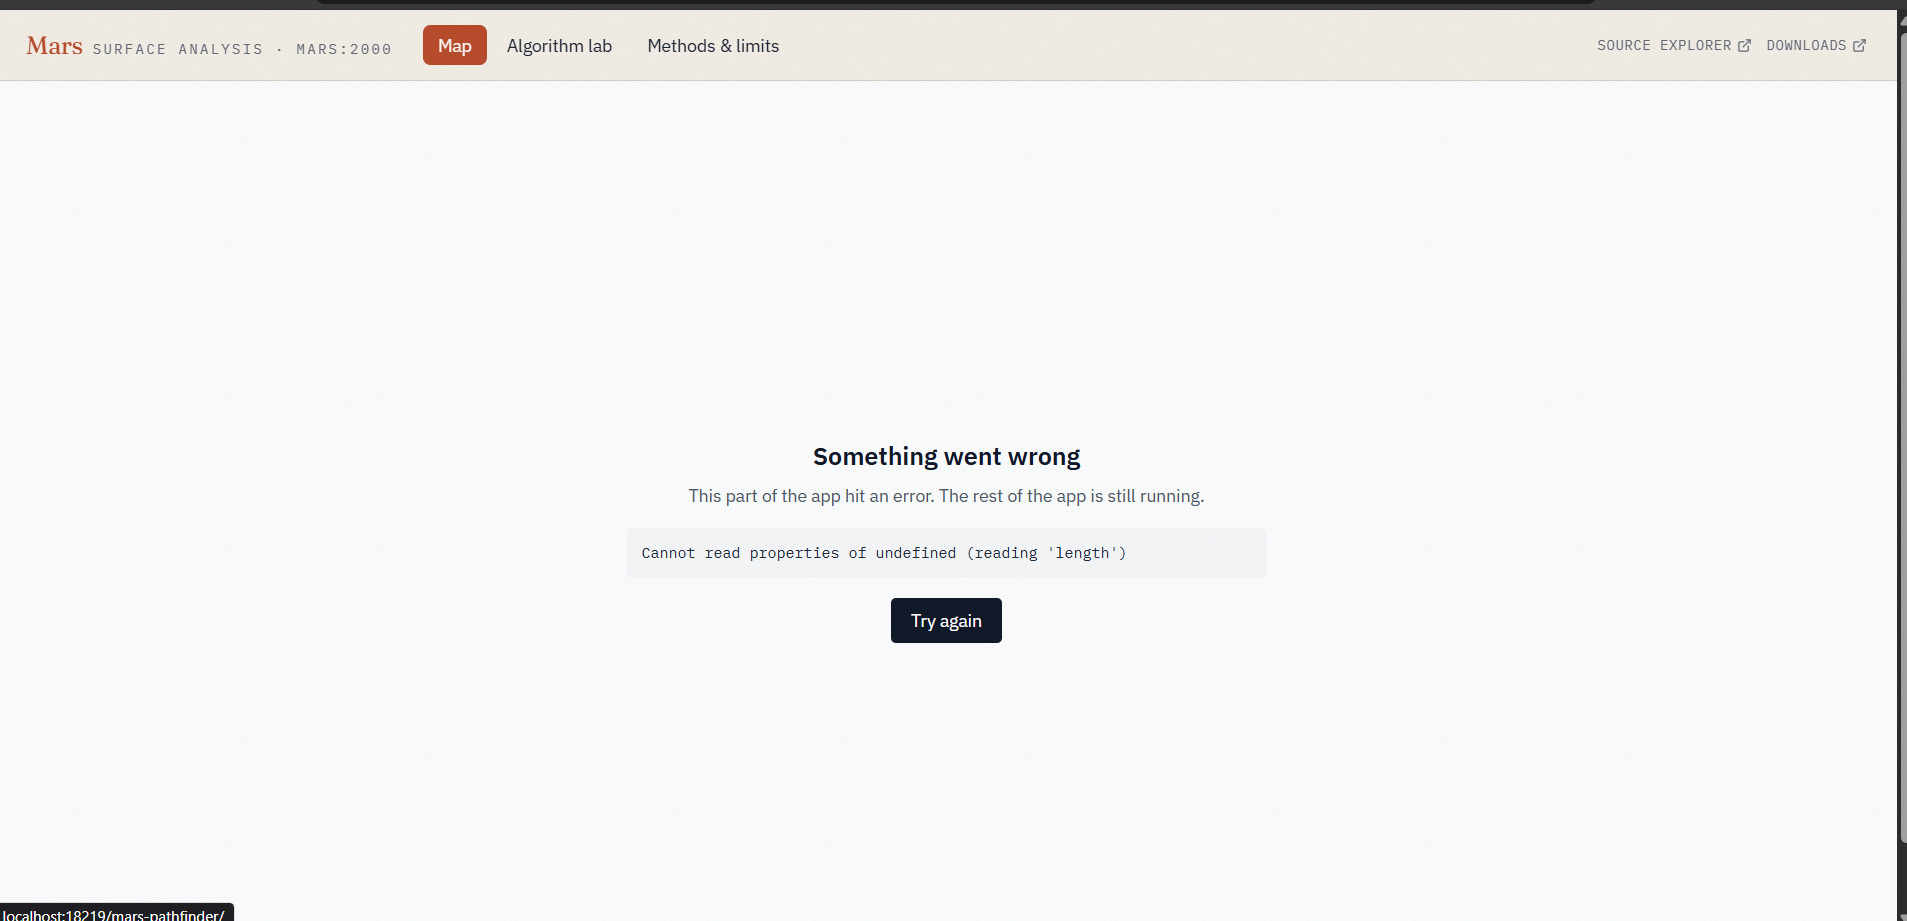 Mars SURFACE ANALYSIS · MARS:2000 Map Algorithm lab Methods & limits SOURCE EXPLORER DOWNLOADS
Something went wrong
This part of the app hit an error. The rest of the app is still running.
Cannot read properties of undefined (reading 'length')
Try again
localhost:18219/mars-pathfinder/